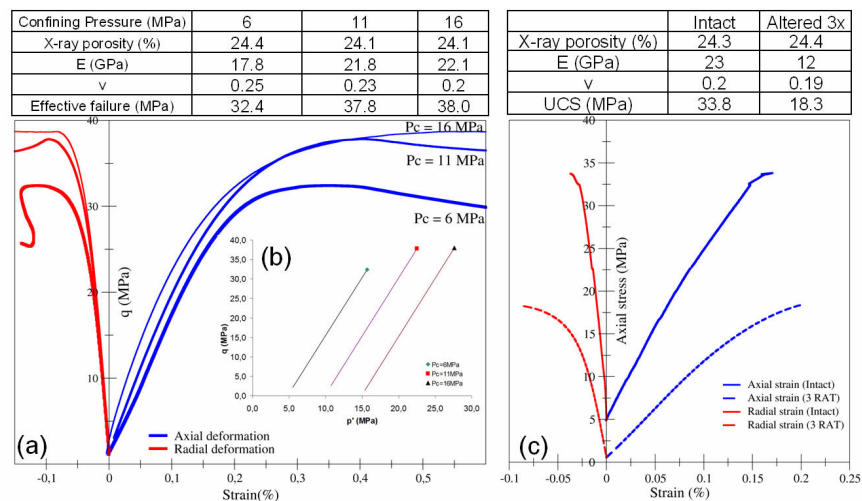 Confining Pressure (MPa) 6 11 16
X-ray porosity (%) 24.4 24.1 24.1
E (GPa) 17.8 21.8 22.1
ν 0.25 0.23 0.2
Effective failure (MPa) 32.4 37.8 38.0
Intact Altered 3x
X-ray porosity (%) 24.3 24.4
E (GPa) 23 12
ν 0.2 0.19
UCS (MPa) 33.8 18.3
40
30
20
10
q (MPa)
Pc = 16 MPa
Pc = 11 MPa
Pc = 6 MPa
(b)
40,0
35,0
30,0
25,0
20,0
15,0
10,0
5,0
0,0
q (MPa)
Pc=6MPa
Pc=11MPa
Pc=16MPa
0,0 5,0 10,0 15,0 20,0 25,0 30,0
p' (MPa)
(a)
Axial deformation
Radial deformation
-0.1 0 0.1 0.2 0.3 0.4 0.5
Strain(%)
40
35
30
25
20
15
10
5
0
Axial stress (MPa)
Axial strain (Intact)
Axial strain (3 RAT)
Radial strain (Intact)
Radial strain (3 RAT)
(c)
-0.1 -0.05 0 0.05 0.1 0.15 0.2 0.25
Strain (%)